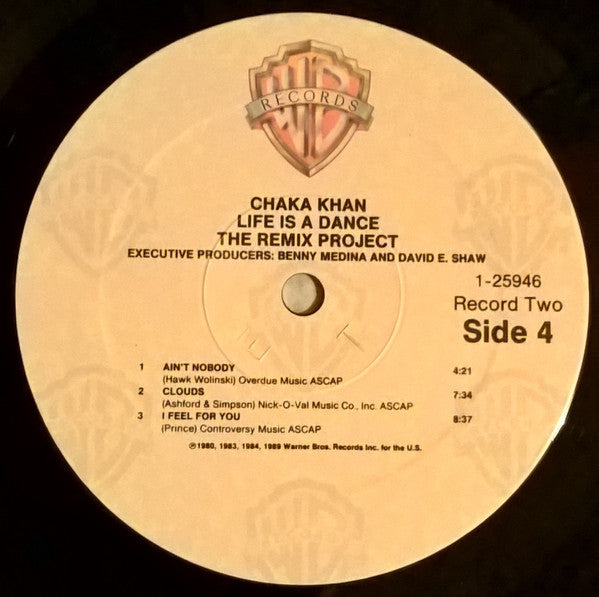 WB
RECORDS
CHAKA KHAN
LIFE IS A DANCE
THE REMIX PROJECT
EXECUTIVE PRODUCERS: BENNY MEDINA AND DAVID E. SHAW
1-25946
Record Two
Side 4
1 AIN'T NOBODY 4:21
(Hawk Wolinski) Overdue Music ASCAP
2 CLOUDS 7:34
(Ashford & Simpson) Nick-O-Val Music Co., Inc. ASCAP
3 I FEEL FOR YOU 8:37
(Prince) Controversy Music ASCAP
℗1980, 1983, 1984, 1989 Warner Bros. Records Inc. for the U.S.